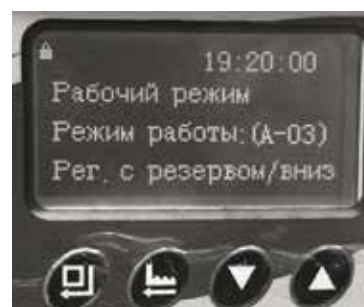 19:20:00
Рабочий режим
Режим работы:(A-03)
Рег. с резервом/вниз